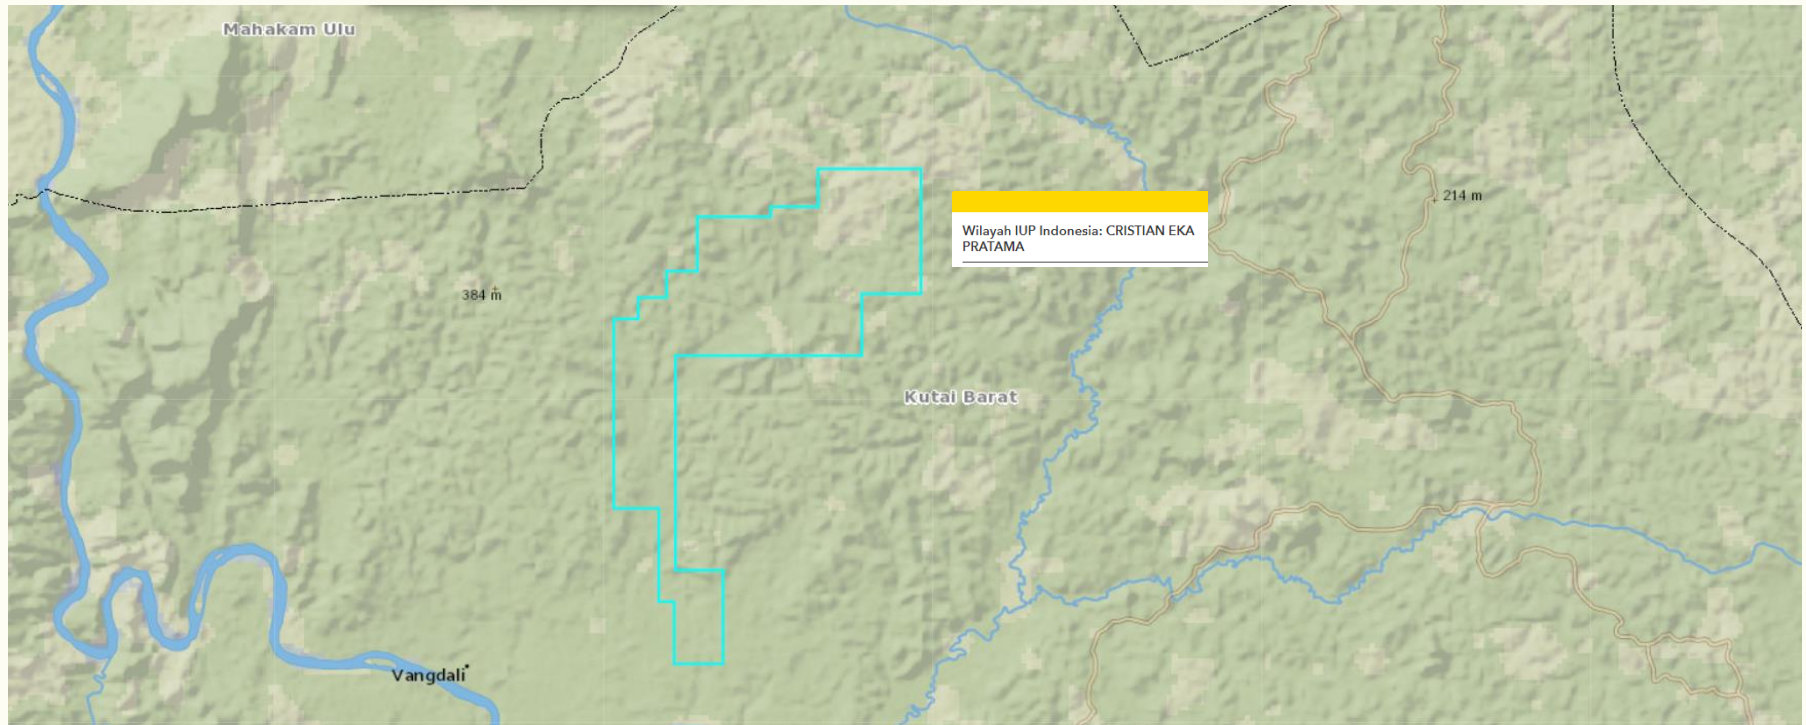 Mahakam Ulu
214 m
Wilayah IUP Indonesia: CRISTIAN EKA
PRATAMA
384 m
Kutai Barat
Vangdali